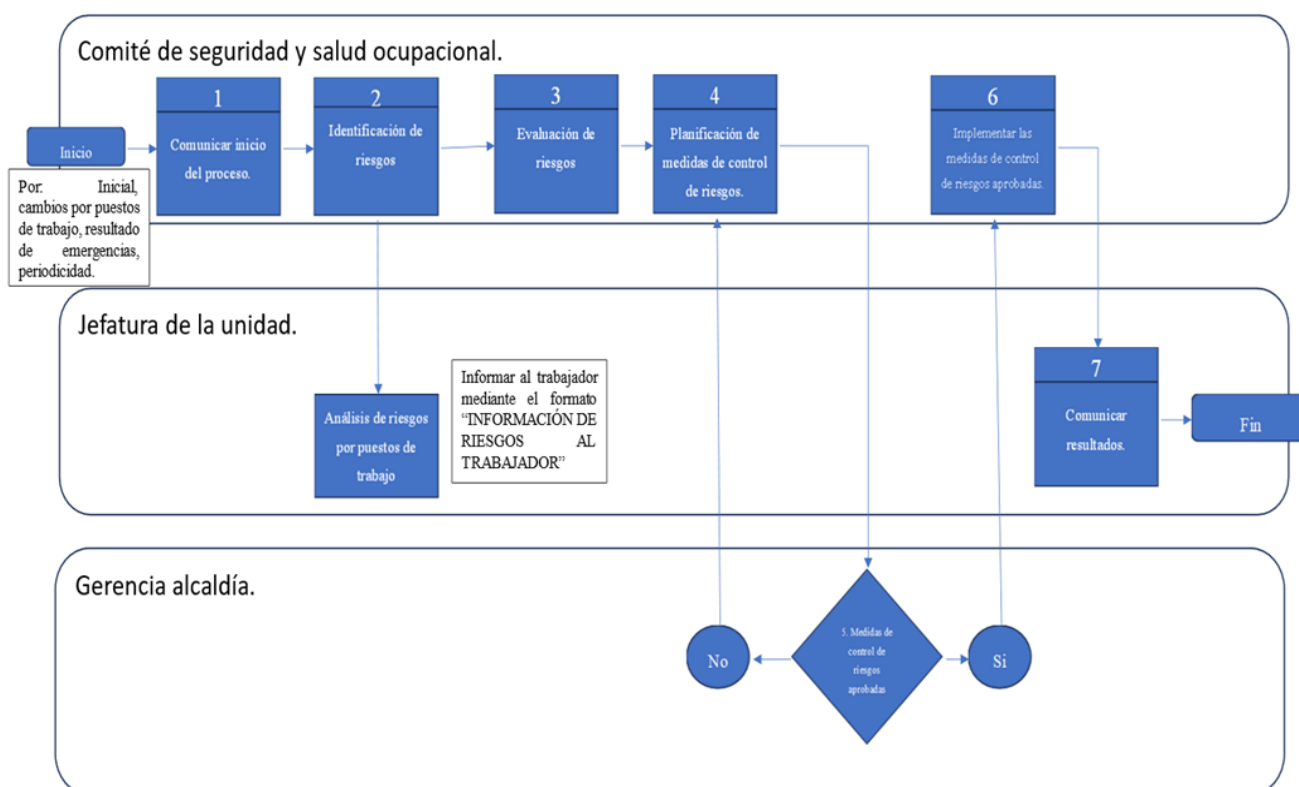 Comité de seguridad y salud ocupacional.
Inicio
Por: Inicial,
cambios por puestos
de trabajo, resultado
de emergencias,
periodicidad.
1
Comunicar inicio
del proceso.
2
Identificación de
riesgos
3
Evaluación de
riesgos
4
Planificación de
medidas de control
de riesgos.
6
Implementar las
medidas de control
de riesgos aprobadas.
Jefatura de la unidad.
Análisis de riesgos
por puestos de
trabajo
Informar al trabajador
mediante el formato
“INFORMACIÓN DE
RIESGOS AL
TRABAJADOR”
7
Comunicar
resultados.
Fin
Gerencia alcaldía.
No
5. Medidas de
control de
riesgos
aprobadas
Si